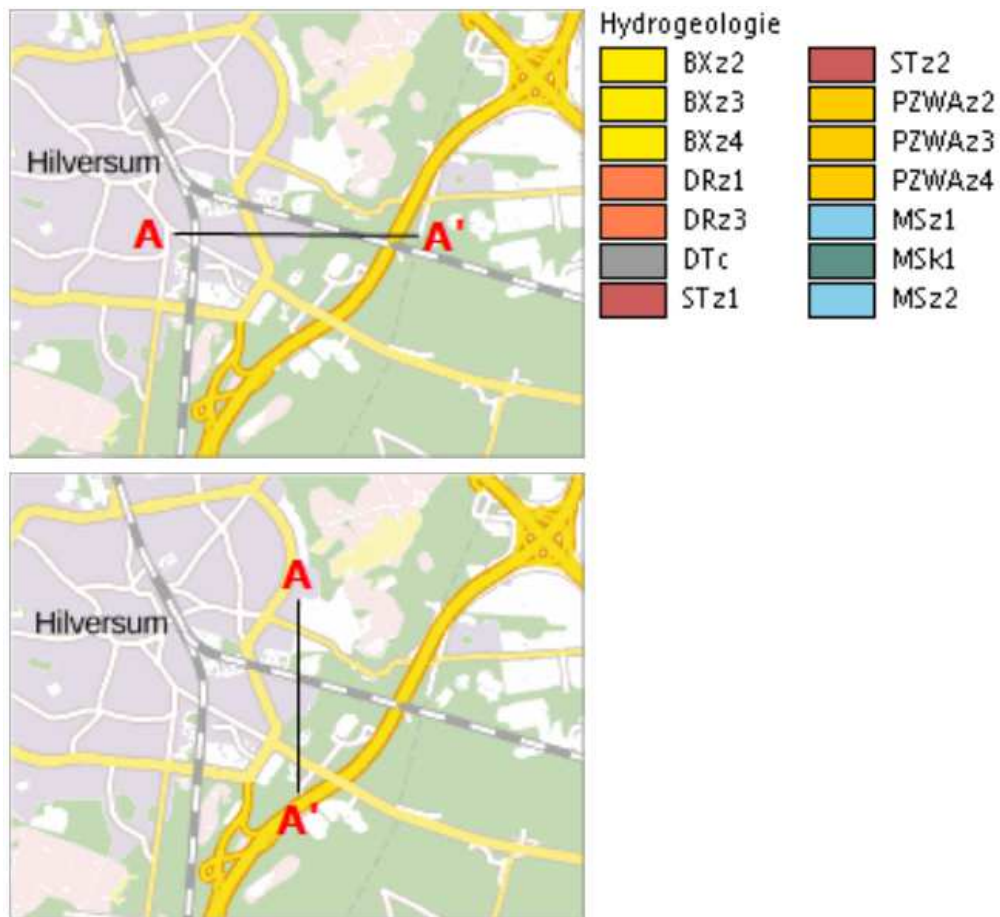 Hydrogeologie
BXz2
BXz3
BXz4
DRz1
DRz3
DTc
STz1
STz2
PZWAz2
PZWAz3
PZWAz4
MSz1
MSk1
MSz2
Hilversum
A
A'
A
Hilversum
A'